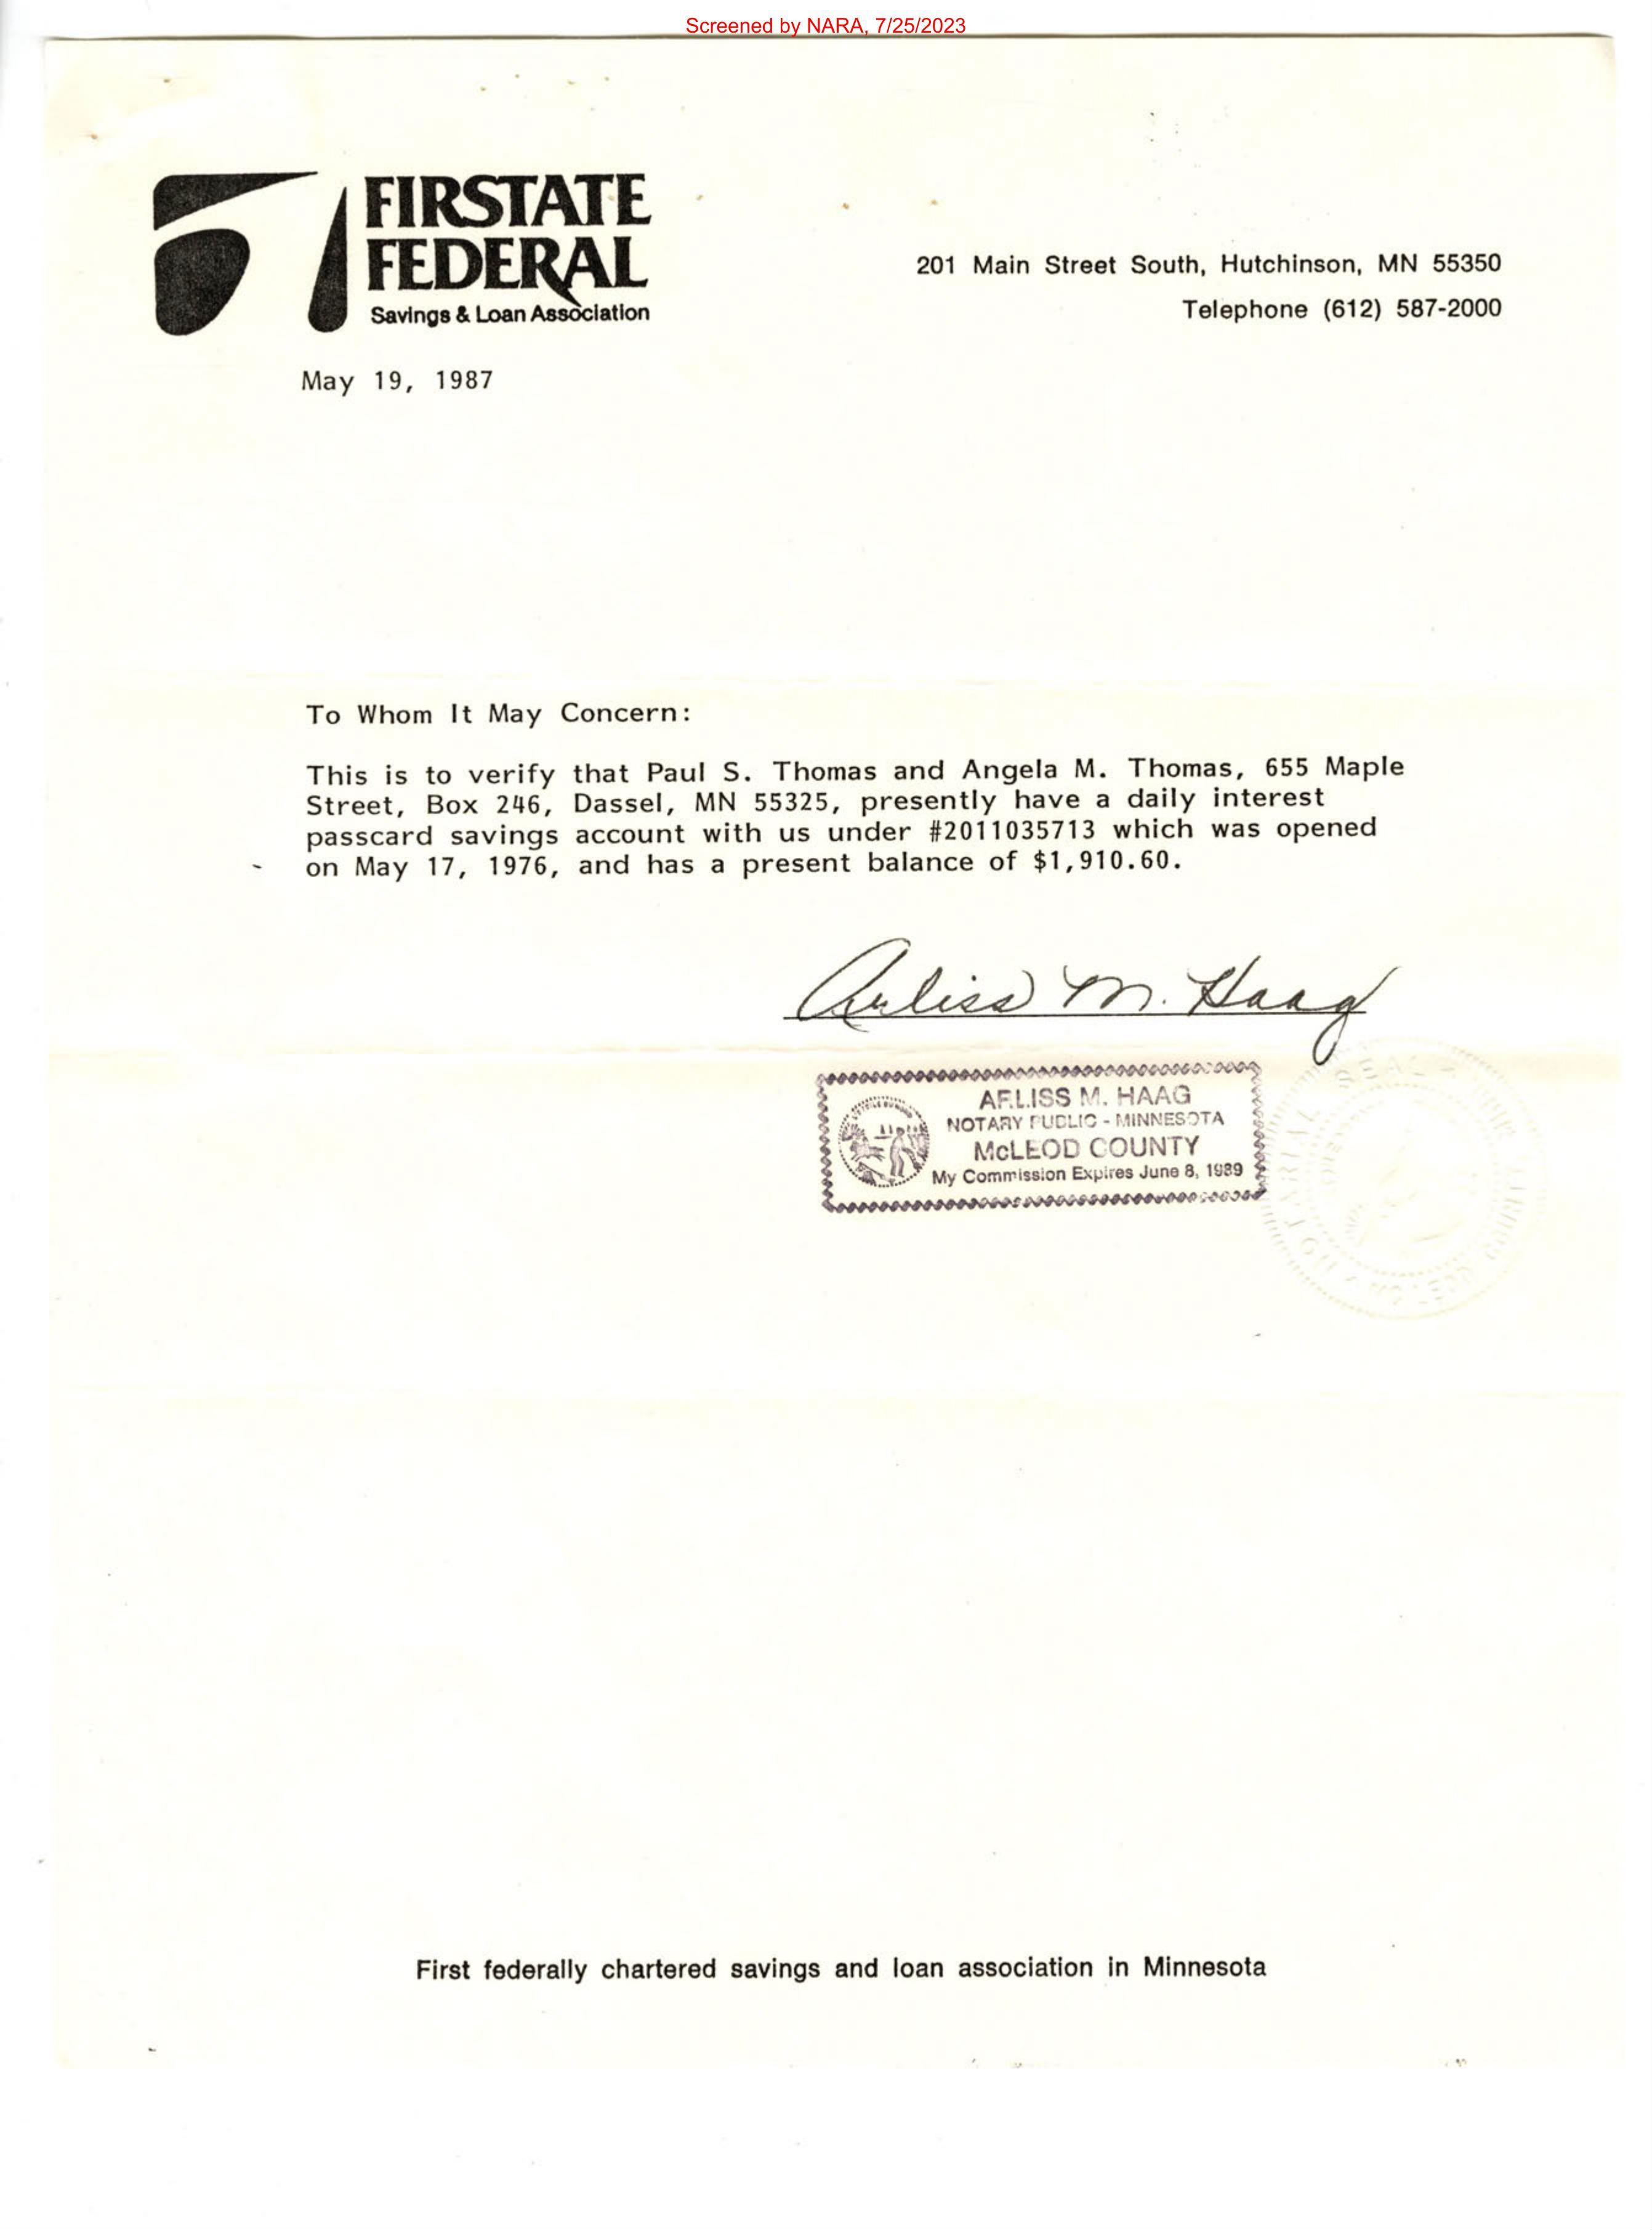 Screened by NARA, 7/25/2023
FIRSTATE
FEDERAL
Savings & Loan Association
201 Main Street South, Hutchinson, MN 55350
Telephone (612) 587-2000
May 19, 1987
To Whom It May Concern:
This is to verify that Paul S. Thomas and Angela M. Thomas, 655 Maple
Street, Box 246, Dassel, MN 55325, presently have a daily interest
passcard savings account with us under #2011035713 which was opened
on May 17, 1976, and has a present balance of $1,910.60.
Arliss M. Haag
ARLISS M. HAAG
NOTARY PUBLIC - MINNESOTA
McLEOD COUNTY
My Commission Expires June 8, 1989
SEAL
First federally chartered savings and loan association in Minnesota